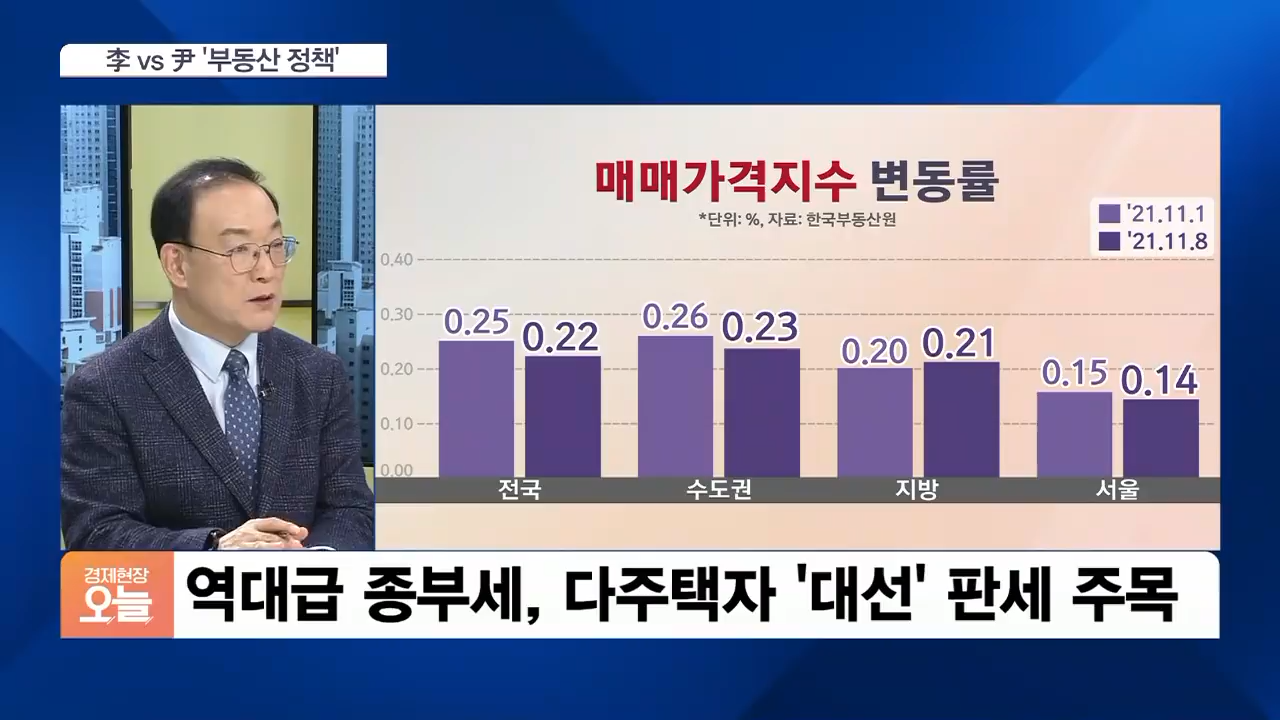 李 vs 尹 '부동산 정책'
매매가격지수 변동률
*단위: %, 자료: 한국부동산원
'21.11.1
'21.11.8
0.40
0.30
0.20
0.10
0.00
0.25 0.22 0.26 0.23 0.20 0.21 0.15 0.14
전국 수도권 지방 서울
경제현장
오늘
역대급 종부세, 다주택자 '대선' 판세 주목